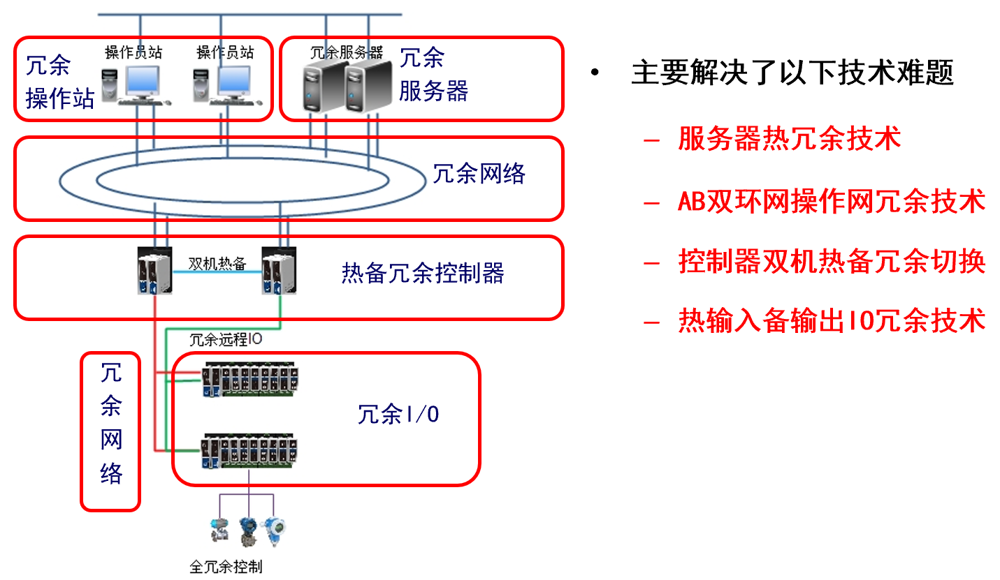 操作员站
操作员站
冗余
操作站
冗余服务器
冗余
服务器
冗余网络
双机热备
热备冗余控制器
冗余远程IO
冗
余
网
络
冗余I/O
全冗余控制
• 主要解决了以下技术难题
– 服务器热冗余技术
– AB双环网操作网冗余技术
– 控制器双机热备冗余切换
– 热输入备输出IO冗余技术